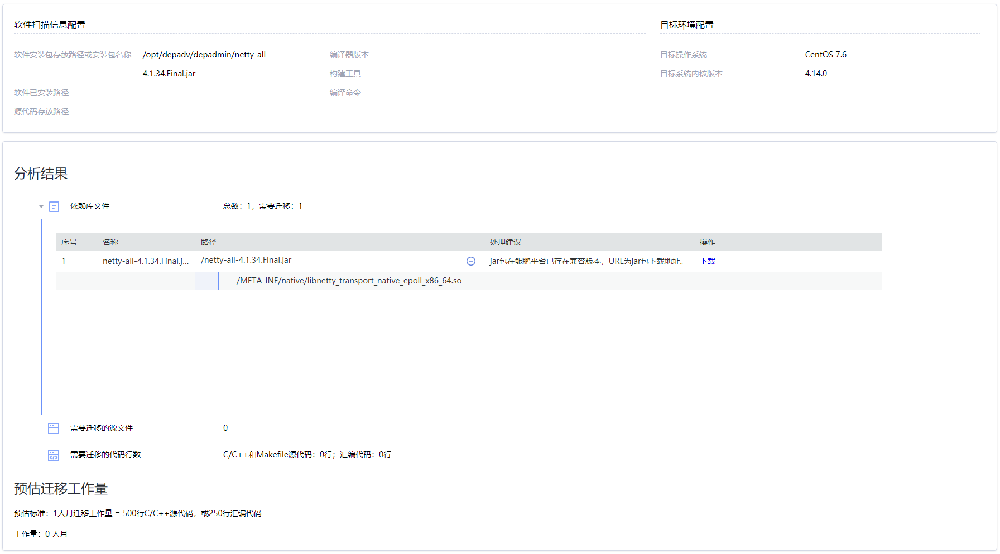 软件扫描信息配置
目标环境配置
软件安装包存放路径或安装包名称
/opt/depadv/depadmin/netty-all-
4.1.34.Final.jar
软件已安装路径
源代码存放路径
编译器版本
构建工具
编译命令
目标操作系统
CentOS 7.6
目标系统内核版本
4.14.0
分析结果
依赖库文件
总数：1，需要迁移：1
序号 名称 路径 处理建议 操作
1 netty-all-4.1.34.Final.j... /netty-all-4.1.34.Final.jar jar包在鲲鹏平台已存在兼容版本，URL为jar包下载地址。 下载
/META-INF/native/libnetty_transport_native_epoll_x86_64.so
需要迁移的源文件 0
需要迁移的代码行数 C/C++和Makefile源代码：0行；汇编代码：0行
预估迁移工作量
预估标准：1人月迁移工作量 = 500行C/C++源代码，或250行汇编代码
工作量：0 人月